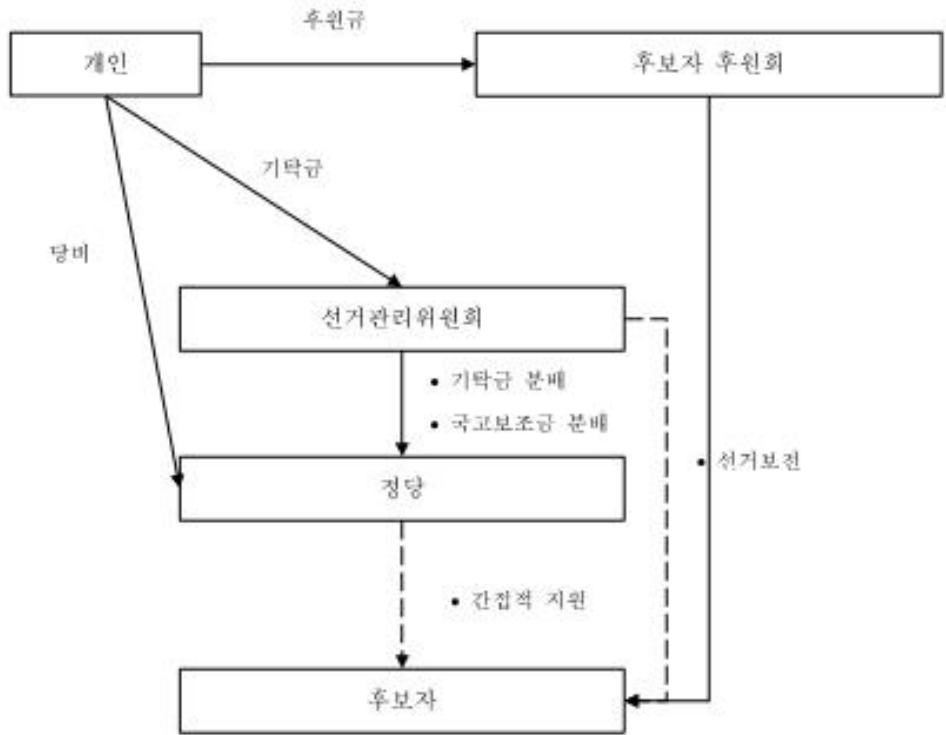 후원금
개인
후보자 후원회
기탁금
당비
선거관리위원회
• 기탁금 분배
• 국고보조금 분배
• 선거보전
정당
• 간접적 지원
후보자